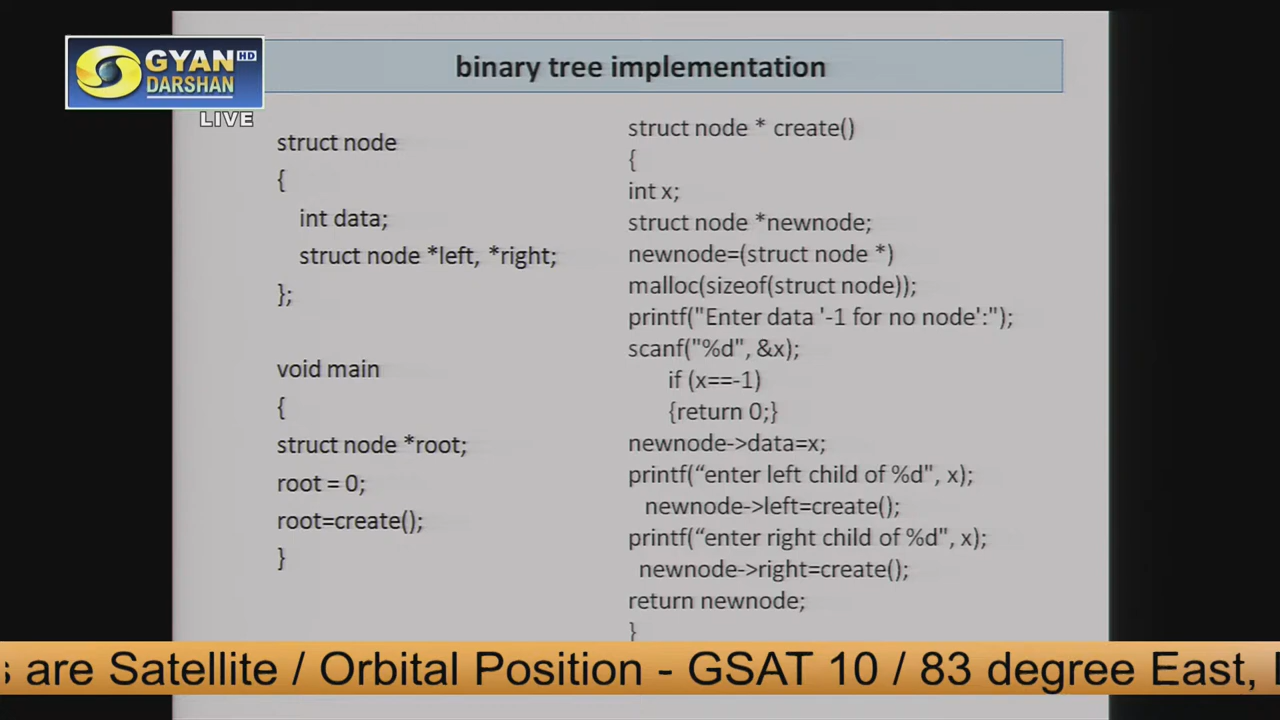 GYAN HD
DARSHAN
LIVE
binary tree implementation
struct node
{
int data;
struct node *left, *right;
};
void main
{
struct node *root;
root = 0;
root=create();
}
struct node * create()
{
int x;
struct node *newnode;
newnode=(struct node *)
malloc(sizeof(struct node));
printf("Enter data '-1 for no node':");
scanf("%d", &x);
if (x==-1)
{return 0;}
newnode->data=x;
printf(“enter left child of %d", x);
newnode->left=create();
printf(“enter right child of %d", x);
newnode->right=create();
return newnode;
}
are Satellite / Orbital Position - GSAT 10 / 83 degree East,